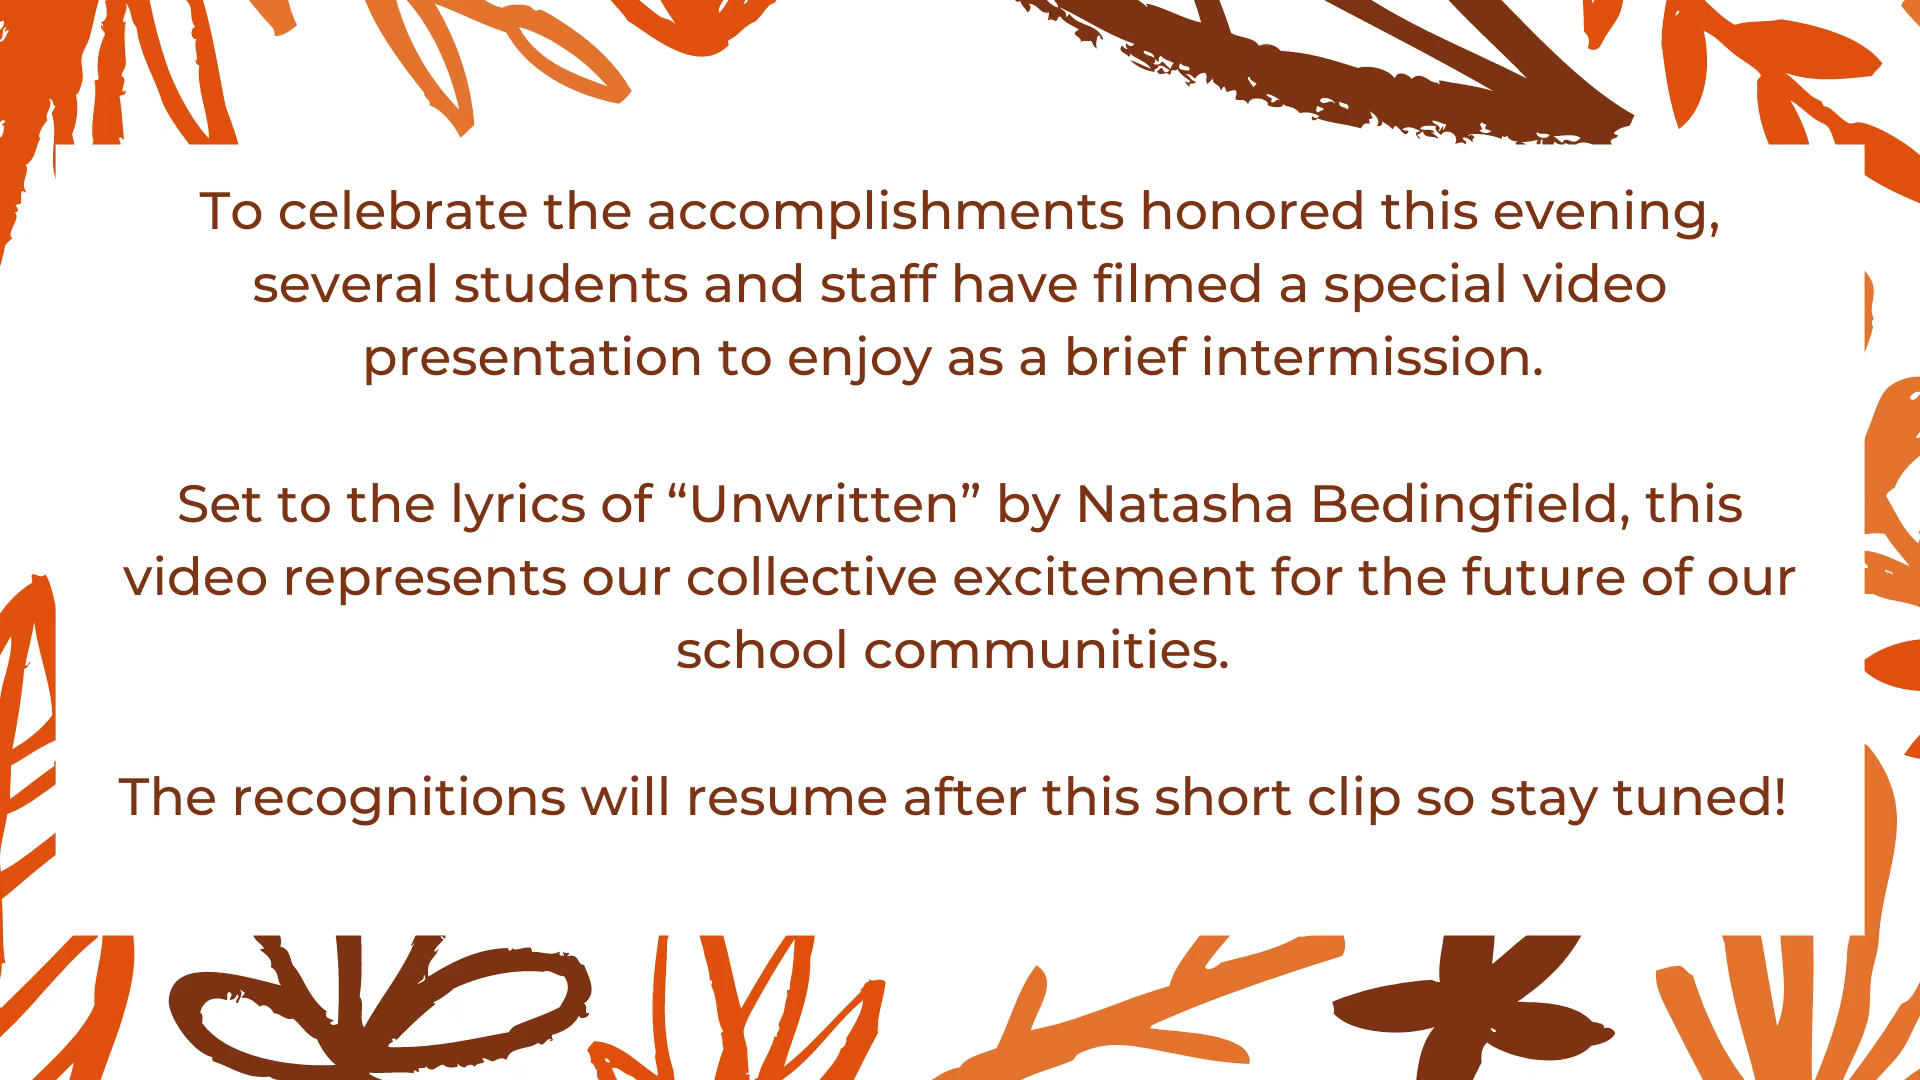 To celebrate the accomplishments honored this evening,
several students and staff have filmed a special video
presentation to enjoy as a brief intermission.
Set to the lyrics of “Unwritten” by Natasha Bedingfield, this
video represents our collective excitement for the future of our
school communities.
The recognitions will resume after this short clip so stay tuned!